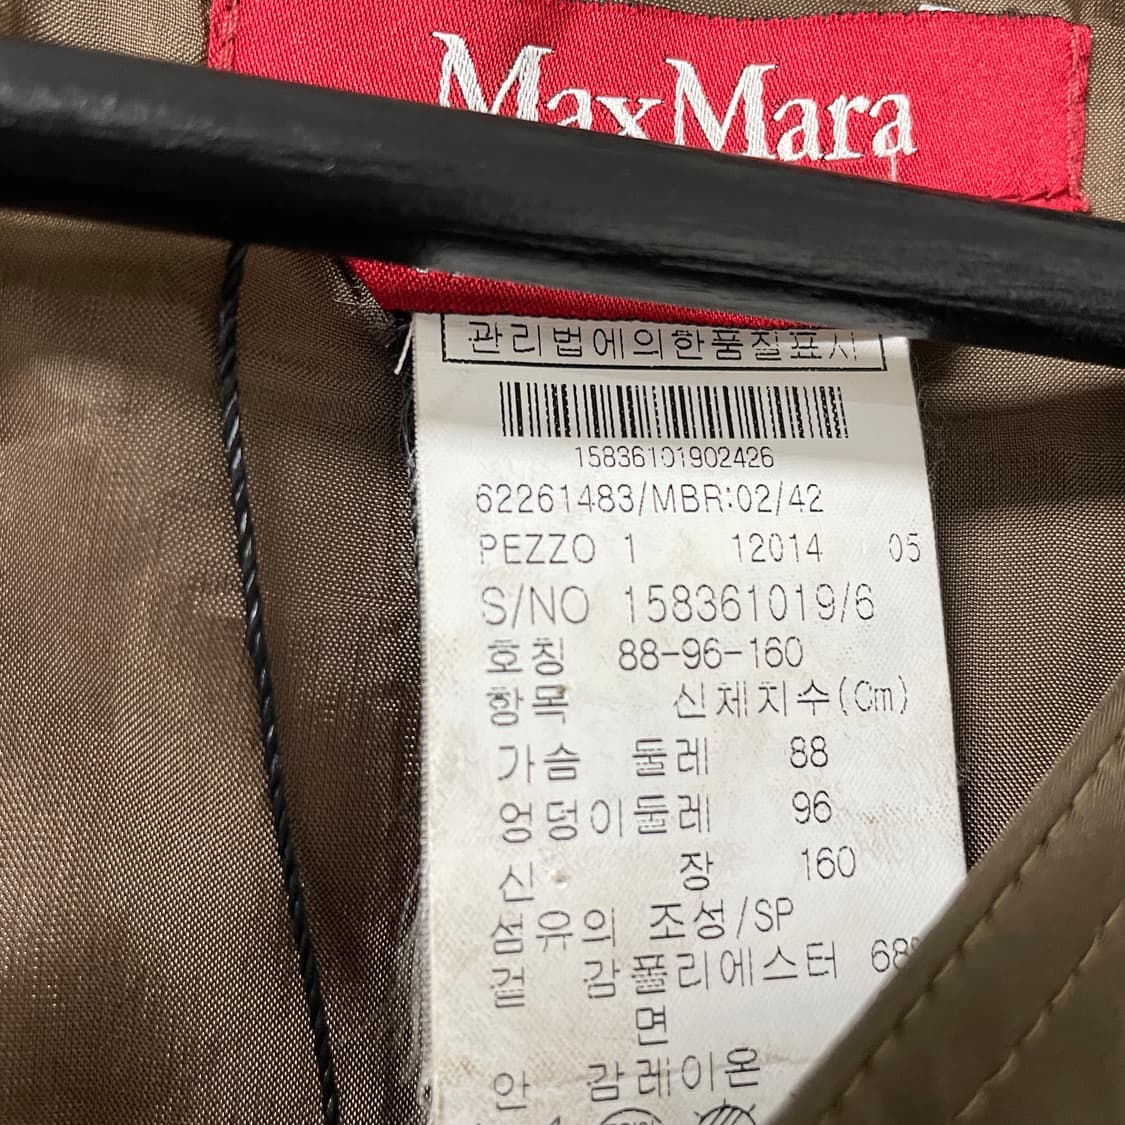 MaxMara
관리법에의한품질표시
15836101902426
62261483/MBR:02/42
PEZZO 1 12014 05
S/NO 158361019/6
호칭 88-96-160
항목 신체치수(Cm)
가슴 둘레 88
엉덩이둘레 96
신 장 160
섬유의 조성/SP
겉 감폴리에스터 68%
면
안 감레이온